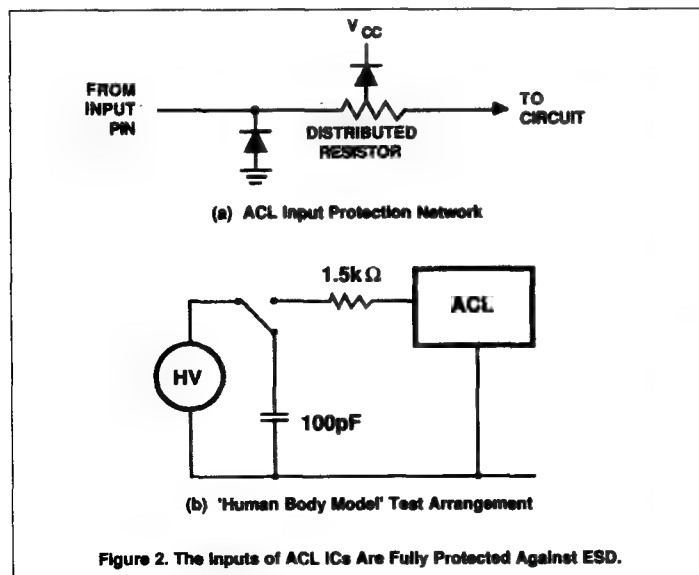 V CC
FROM
INPUT
PIN
TO
CIRCUIT
DISTRIBUTED
RESISTOR
(a) ACL Input Protection Network
1.5kΩ
ACL
HV
100pF
(b) 'Human Body Model' Test Arrangement
Figure 2. The Inputs of ACL ICs Are Fully Protected Against ESD.